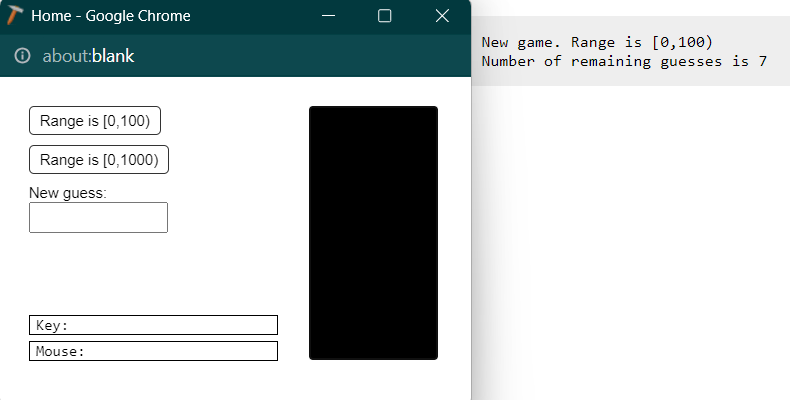 Home - Google Chrome
about:blank
Range is [0,100)
Range is [0,1000)
New guess:
Key:
Mouse:
New game. Range is [0,100)
Number of remaining guesses is 7